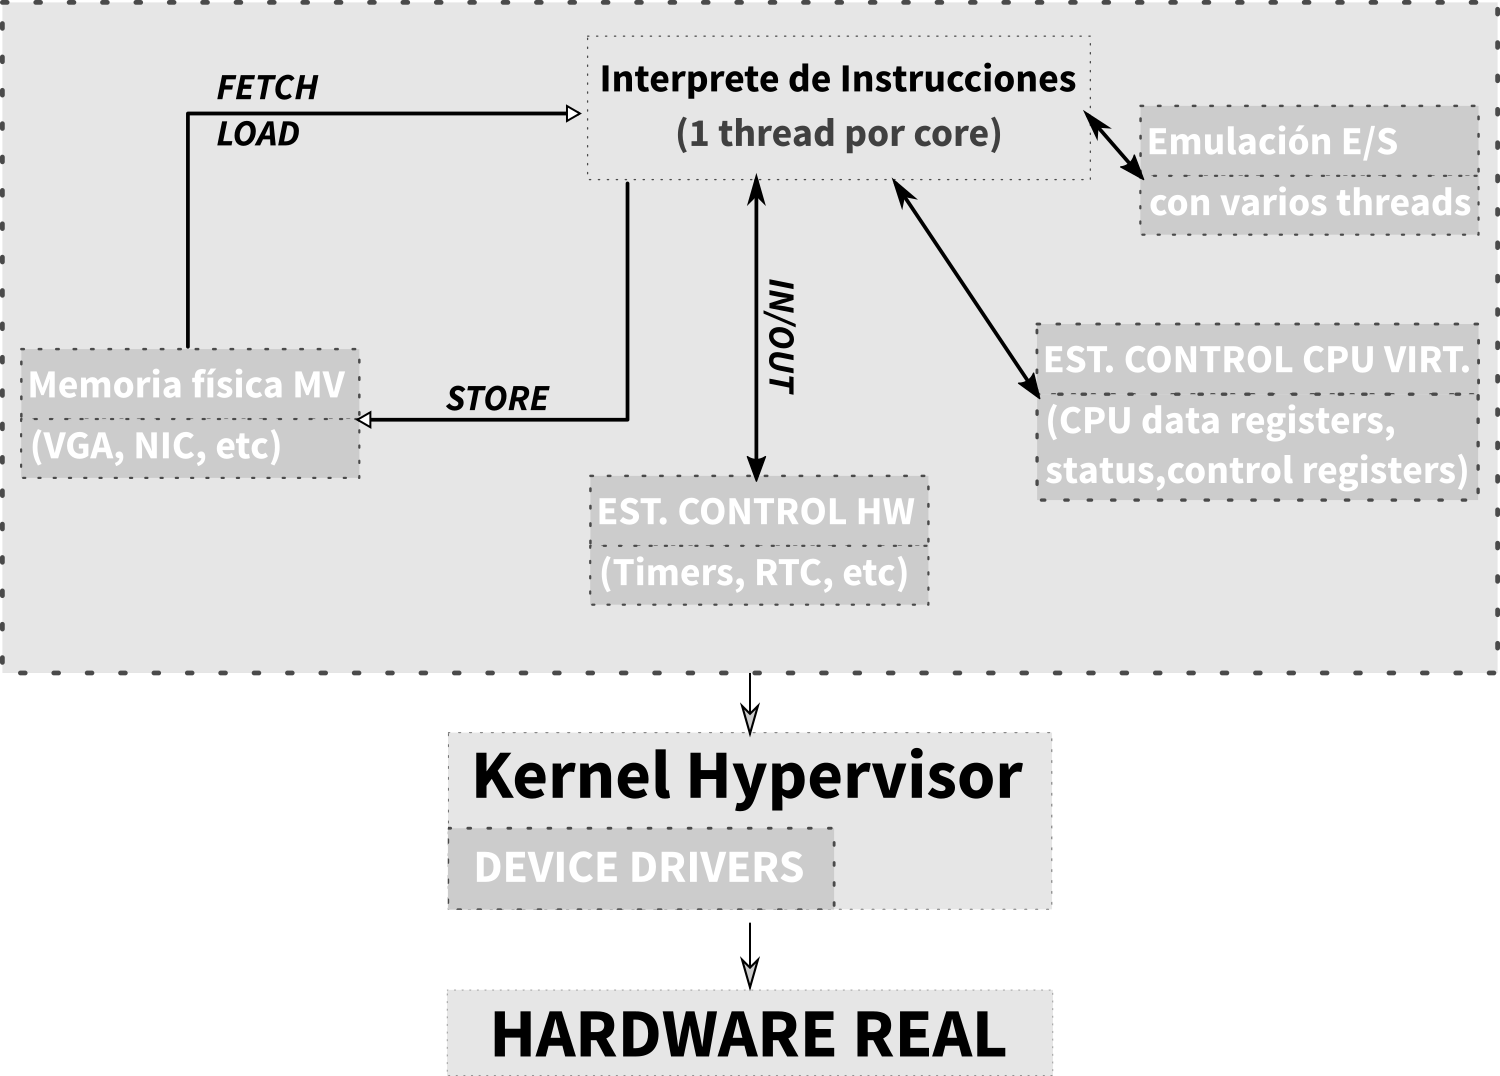 FETCH
LOAD
Interprete de Instrucciones
(1 thread por core)
Emulación E/S
con varios threads
IN/OUT
Memoria física MV
(VGA, NIC, etc)
STORE
EST. CONTROL CPU VIRT.
(CPU data registers,
status,control registers)
EST. CONTROL HW
(Timers, RTC, etc)
Kernel Hypervisor
DEVICE DRIVERS
HARDWARE REAL